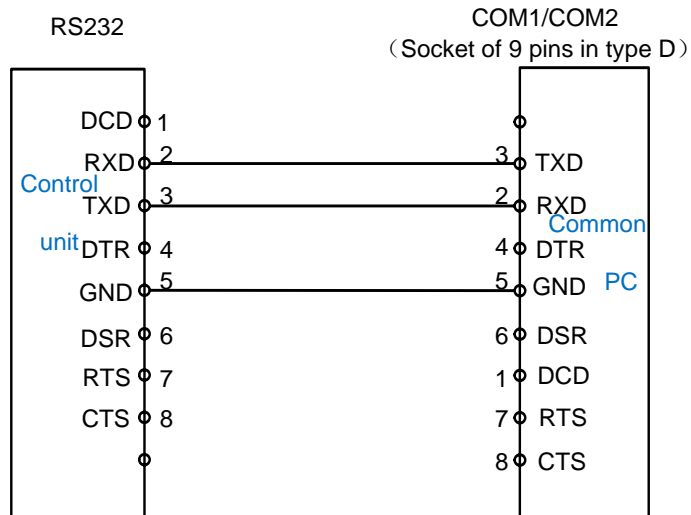 RS232
COM1/COM2
（Socket of 9 pins in type D）
DCD 1
RXD 2
3 TXD
Control
TXD 3
2 RXD
Common
unit
DTR 4
4 DTR
GND 5
5 GND
PC
DSR 6
6 DSR
RTS 7
1 DCD
CTS 8
7 RTS
8 CTS